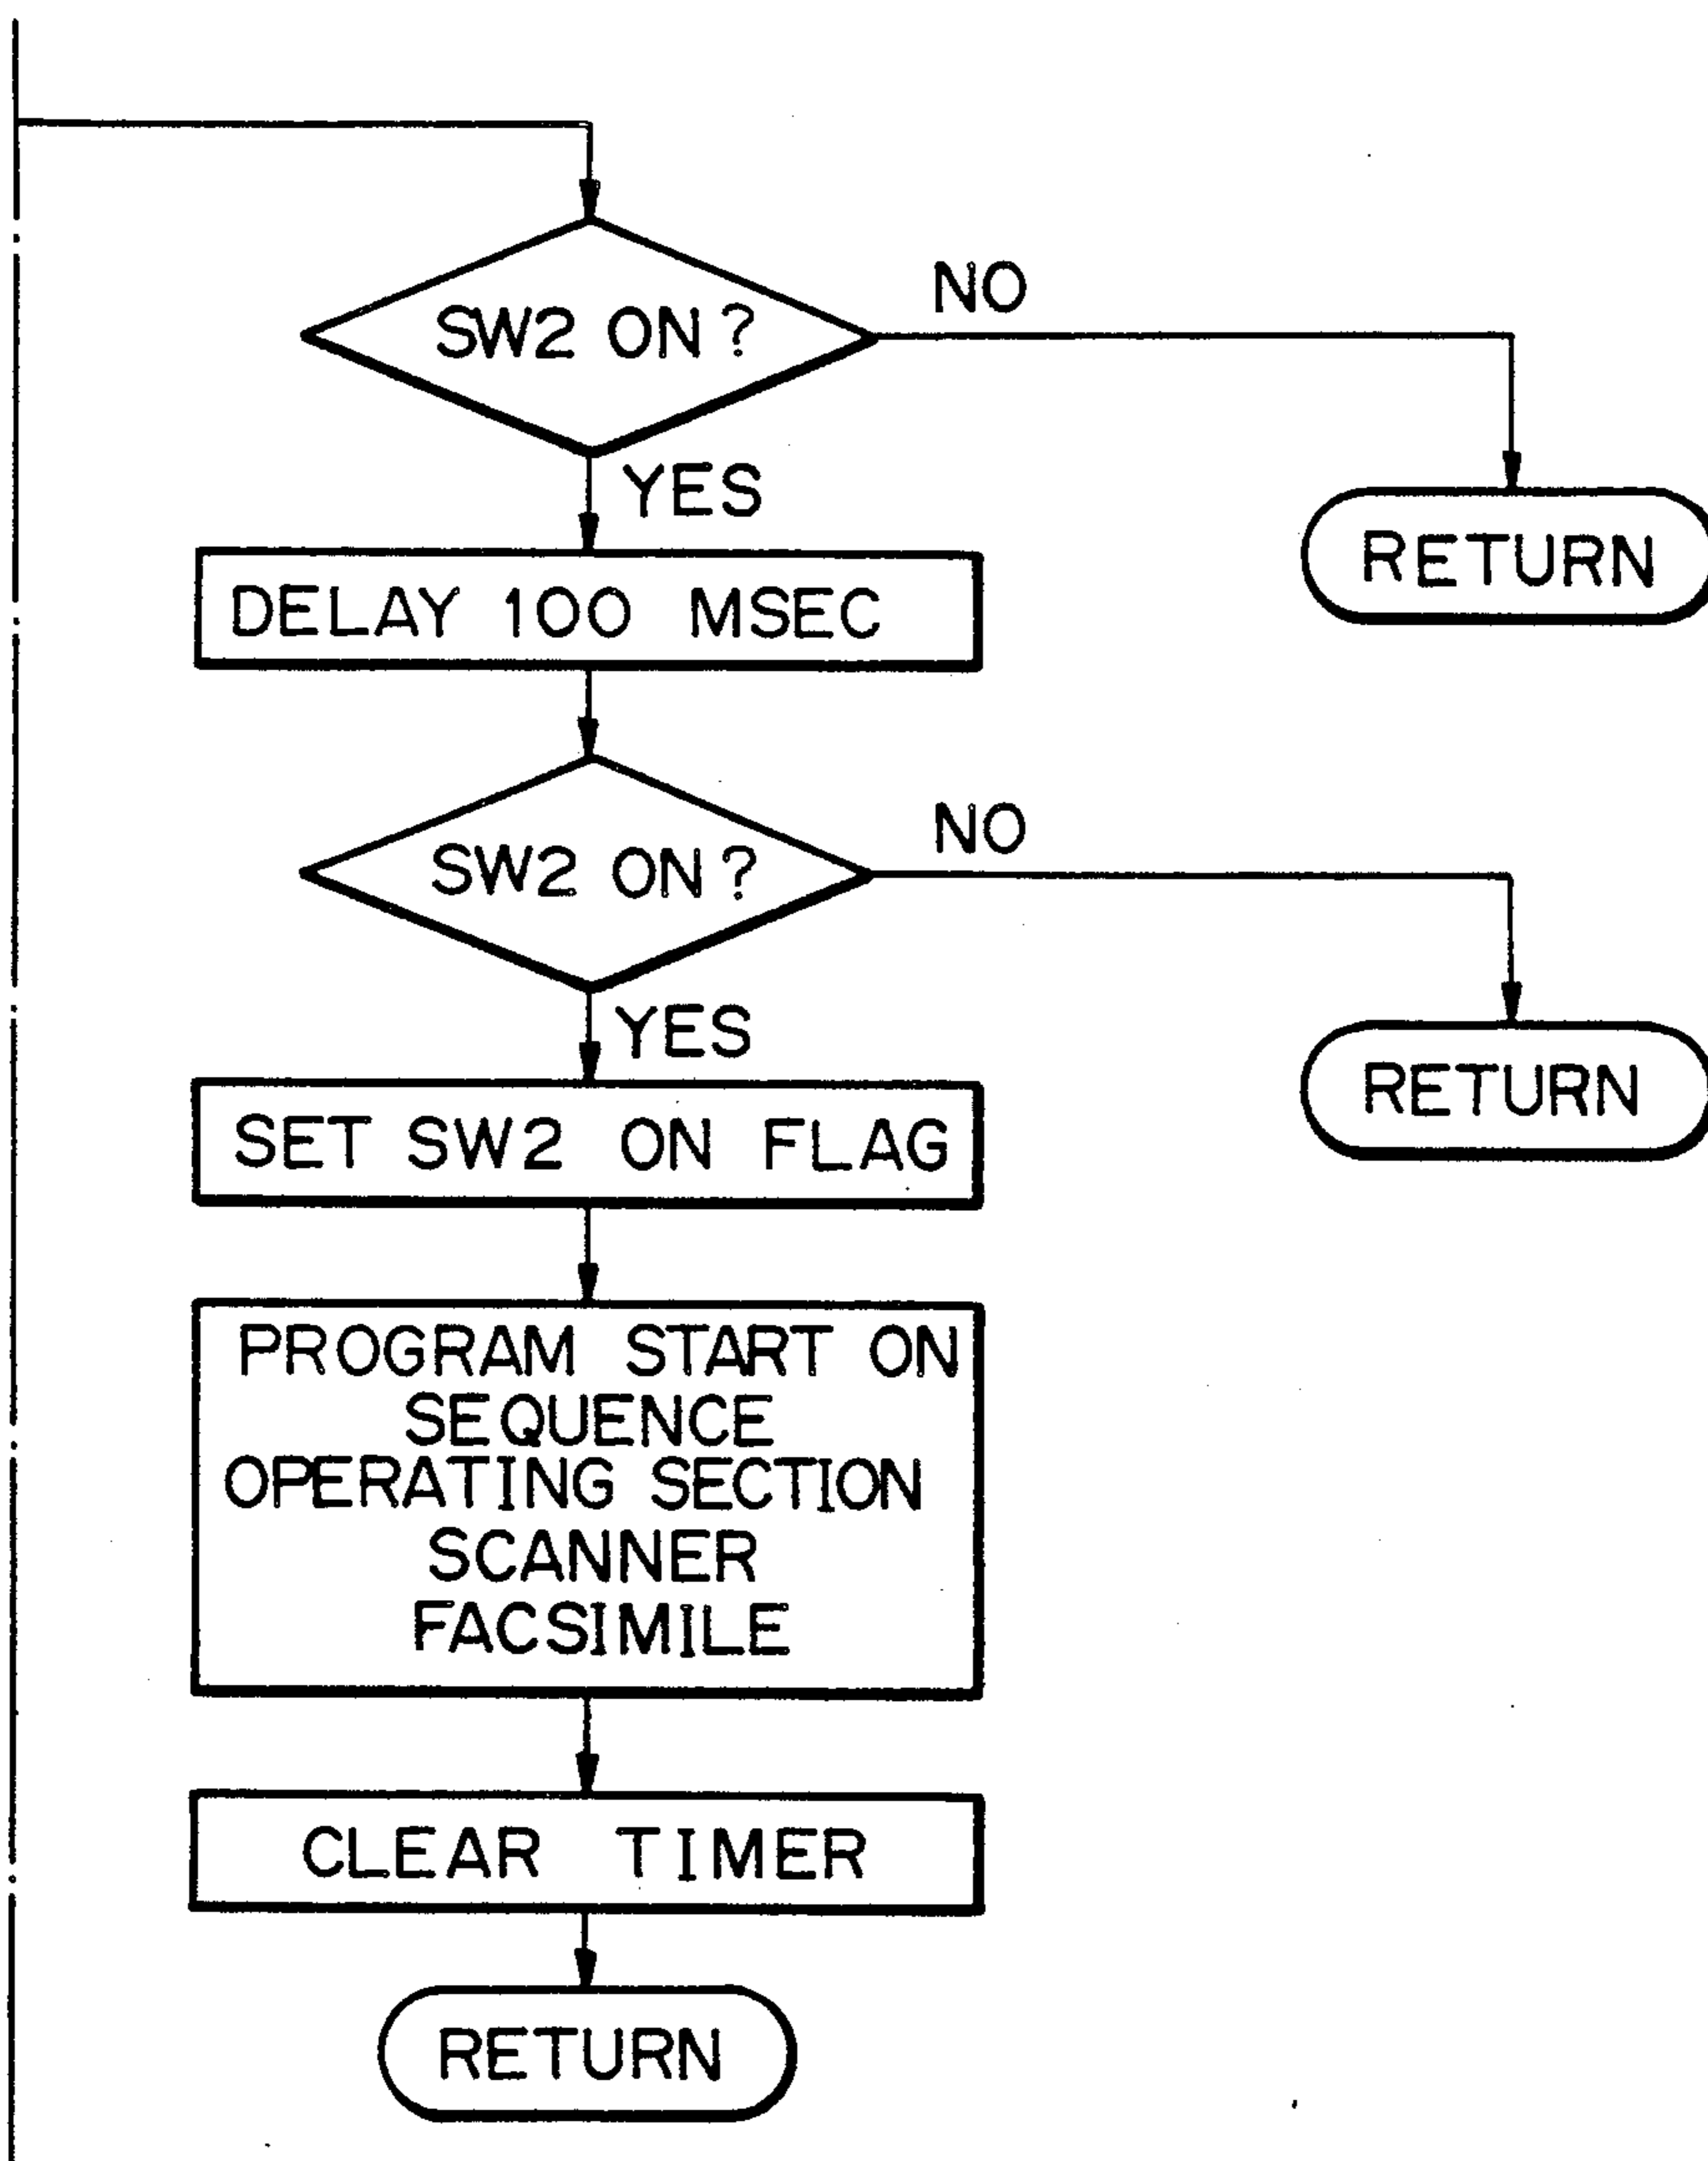 SW2 ON?
NO
RETURN
YES
DELAY 100 MSEC
SW2 ON?
NO
RETURN
YES
SET SW2 ON FLAG
PROGRAM START ON
SEQUENCE
OPERATING SECTION
SCANNER
FACSIMILE
CLEAR TIMER
RETURN